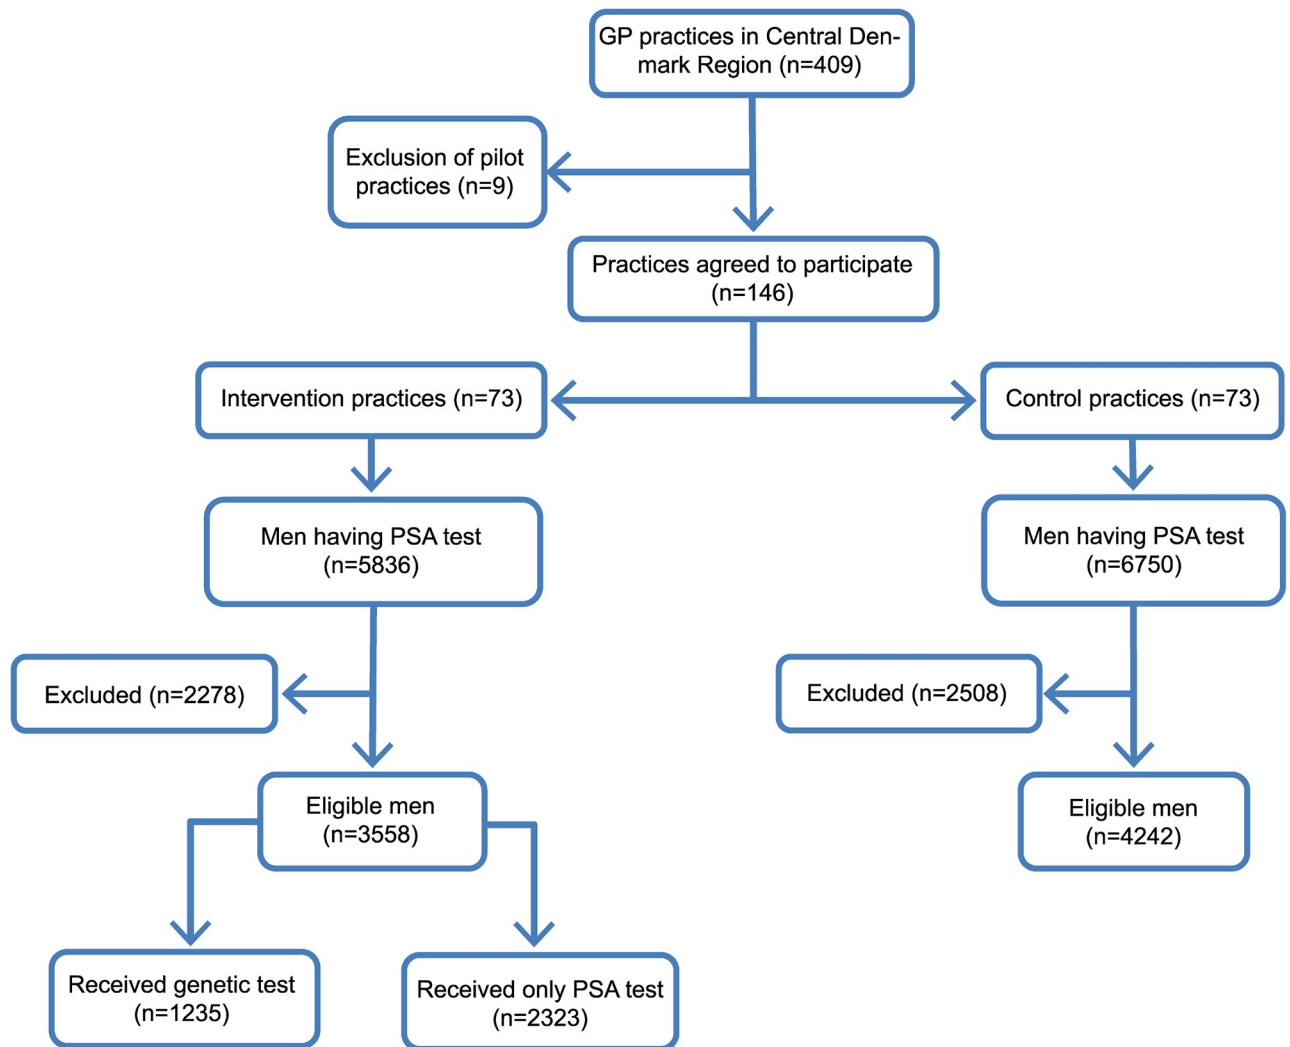 GP practices in Central Den-
mark Region (n=409)
Exclusion of pilot
practices (n=9)
Practices agreed to participate
(n=146)
Intervention practices (n=73)
Control practices (n=73)
Men having PSA test
(n=5836)
Men having PSA test
(n=6750)
Excluded (n=2278)
Excluded (n=2508)
Eligible men
(n=3558)
Eligible men
(n=4242)
Received genetic test
(n=1235)
Received only PSA test
(n=2323)